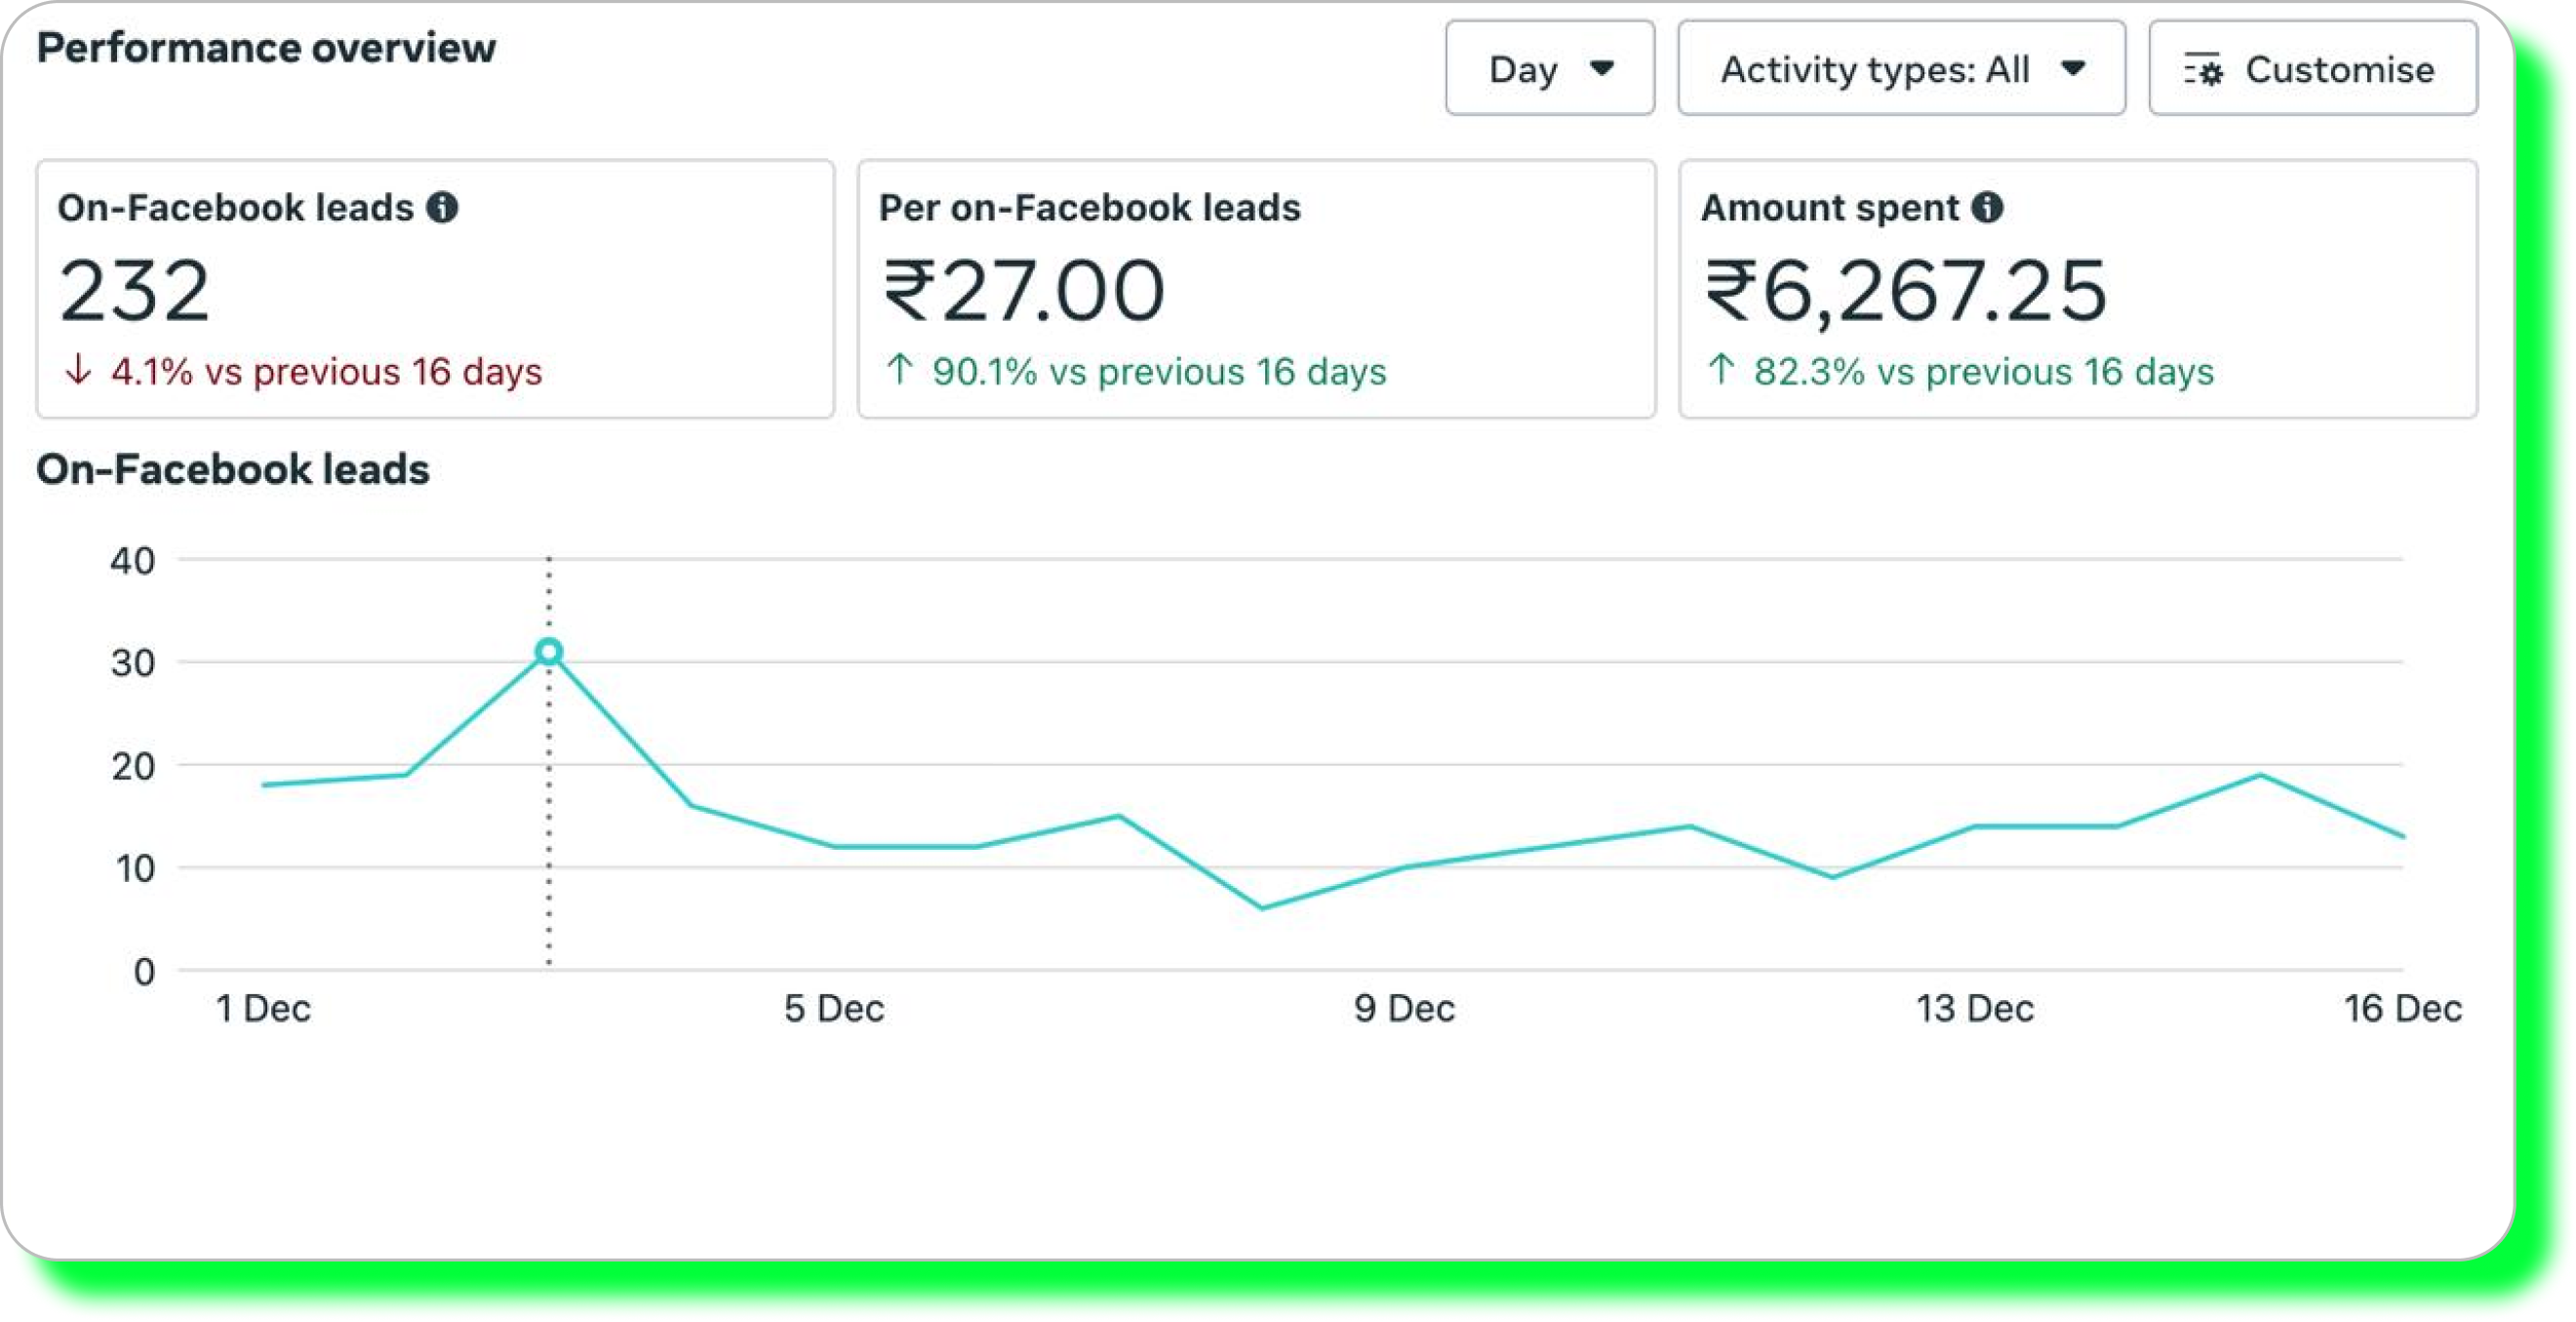 Performance overview
Day
Activity types: All
Customise
On-Facebook leads
232
↓ 4.1% vs previous 16 days
Per on-Facebook leads
₹27.00
↑ 90.1% vs previous 16 days
Amount spent
₹6,267.25
↑ 82.3% vs previous 16 days
On-Facebook leads
40
30
20
10
0
1 Dec
5 Dec
9 Dec
13 Dec
16 Dec